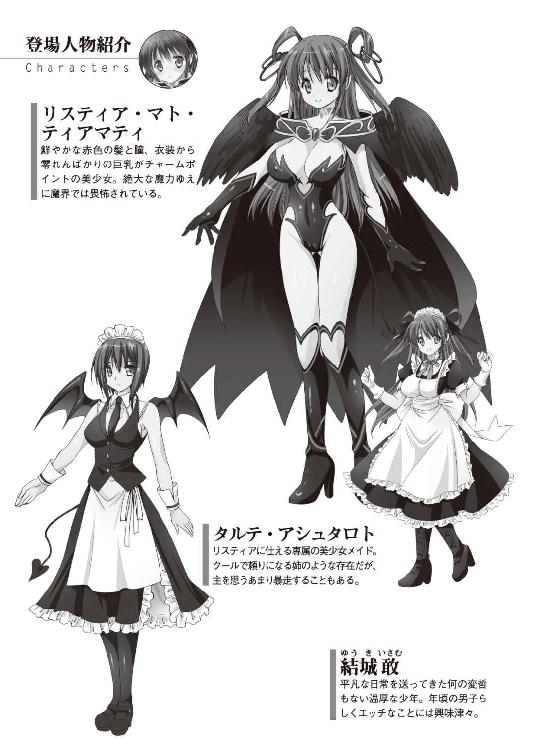 登場人物紹介
Characters
リスティア・マト・
ティアマティ
鮮やかな赤色の髪と瞳、衣装から
零れんばかりの巨乳がチャームポ
イントの美少女。絶大な魔力ゆえ
に魔界では畏怖されている。
タルテ・アシュタロト
リスティアに仕える専属の美少女メイド。
クールで頼りになる姉のような存在だが、
主を思うあまり暴走することもある。
ゆうきいさむ
結城敢
平凡な日常を送ってきた何の変哲
もない温厚な少年。年頃の男子ら
しくエッチなことには興味津々。